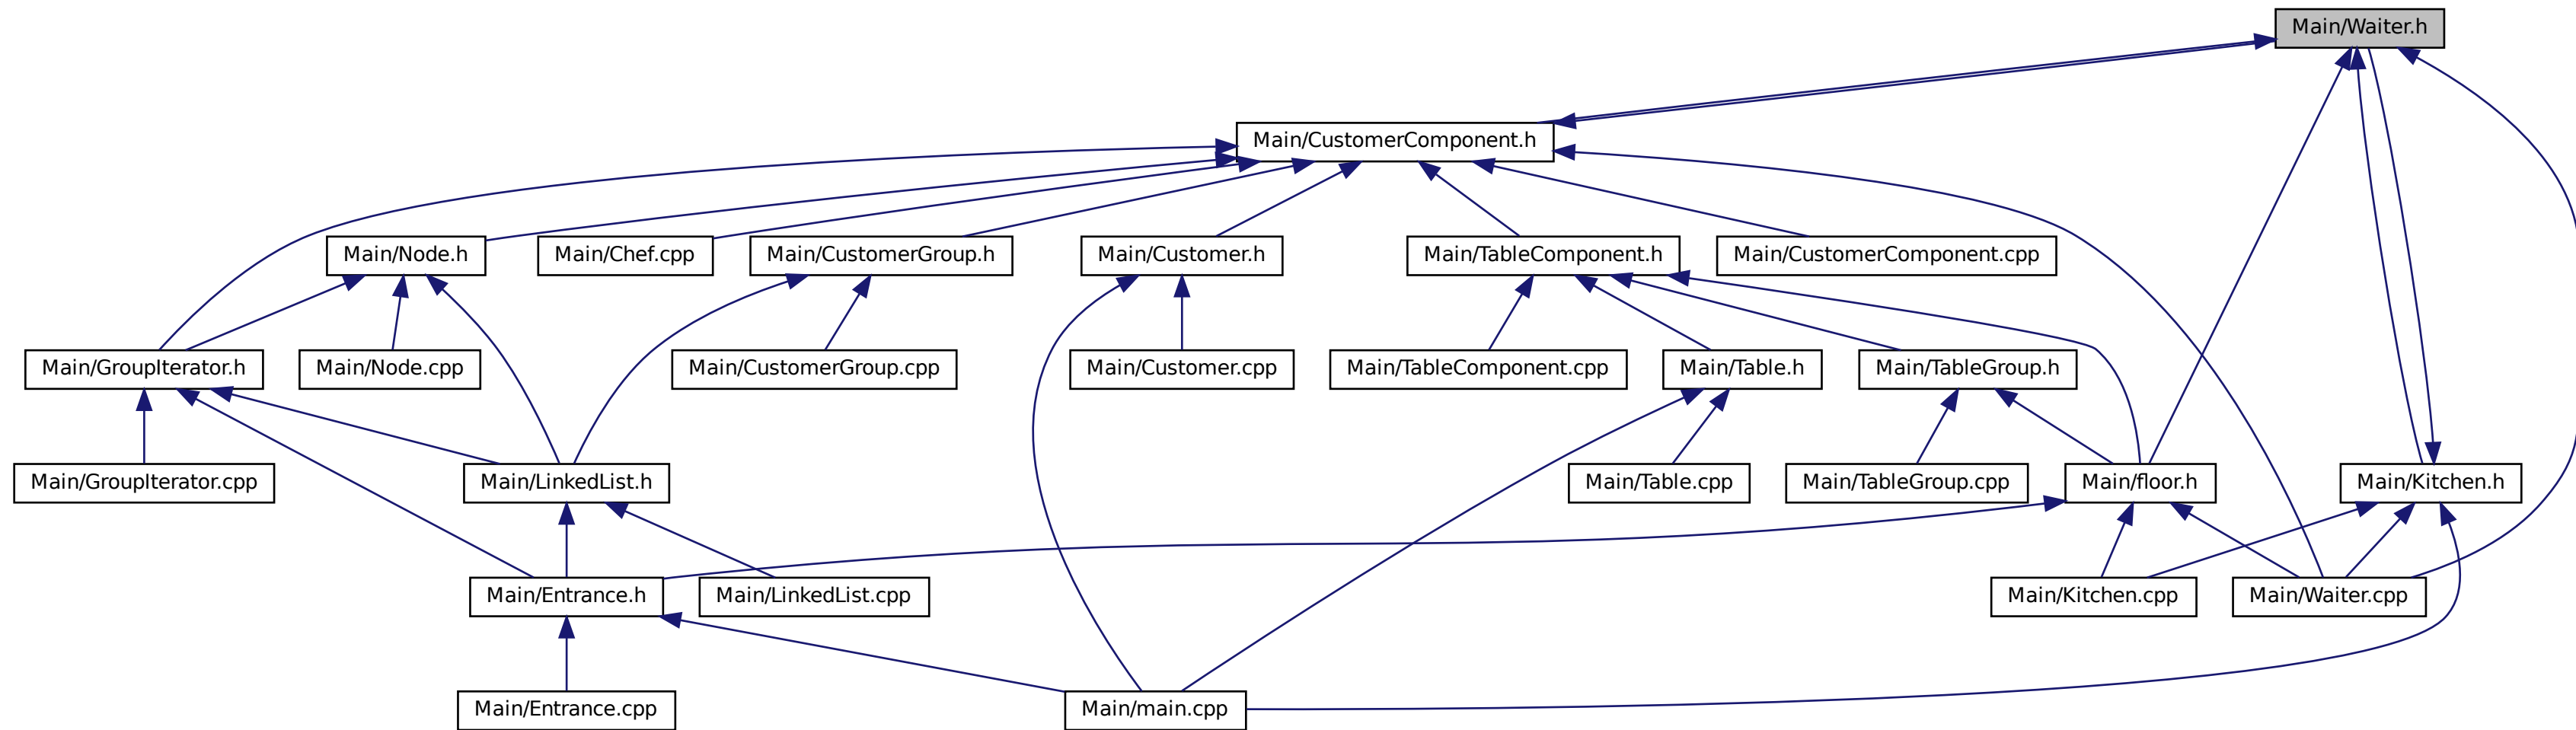 Main/Waiter.h
Main/CustomerComponent.h
Main/Node.h
Main/Chef.cpp
Main/CustomerGroup.h
Main/Customer.h
Main/TableComponent.h
Main/CustomerComponent.cpp
Main/GroupIterator.h
Main/Node.cpp
Main/CustomerGroup.cpp
Main/Customer.cpp
Main/TableComponent.cpp
Main/Table.h
Main/TableGroup.h
Main/GroupIterator.cpp
Main/LinkedList.h
Main/Table.cpp
Main/TableGroup.cpp
Main/floor.h
Main/Kitchen.h
Main/Entrance.h
Main/LinkedList.cpp
Main/Kitchen.cpp
Main/Waiter.cpp
Main/Entrance.cpp
Main/main.cpp